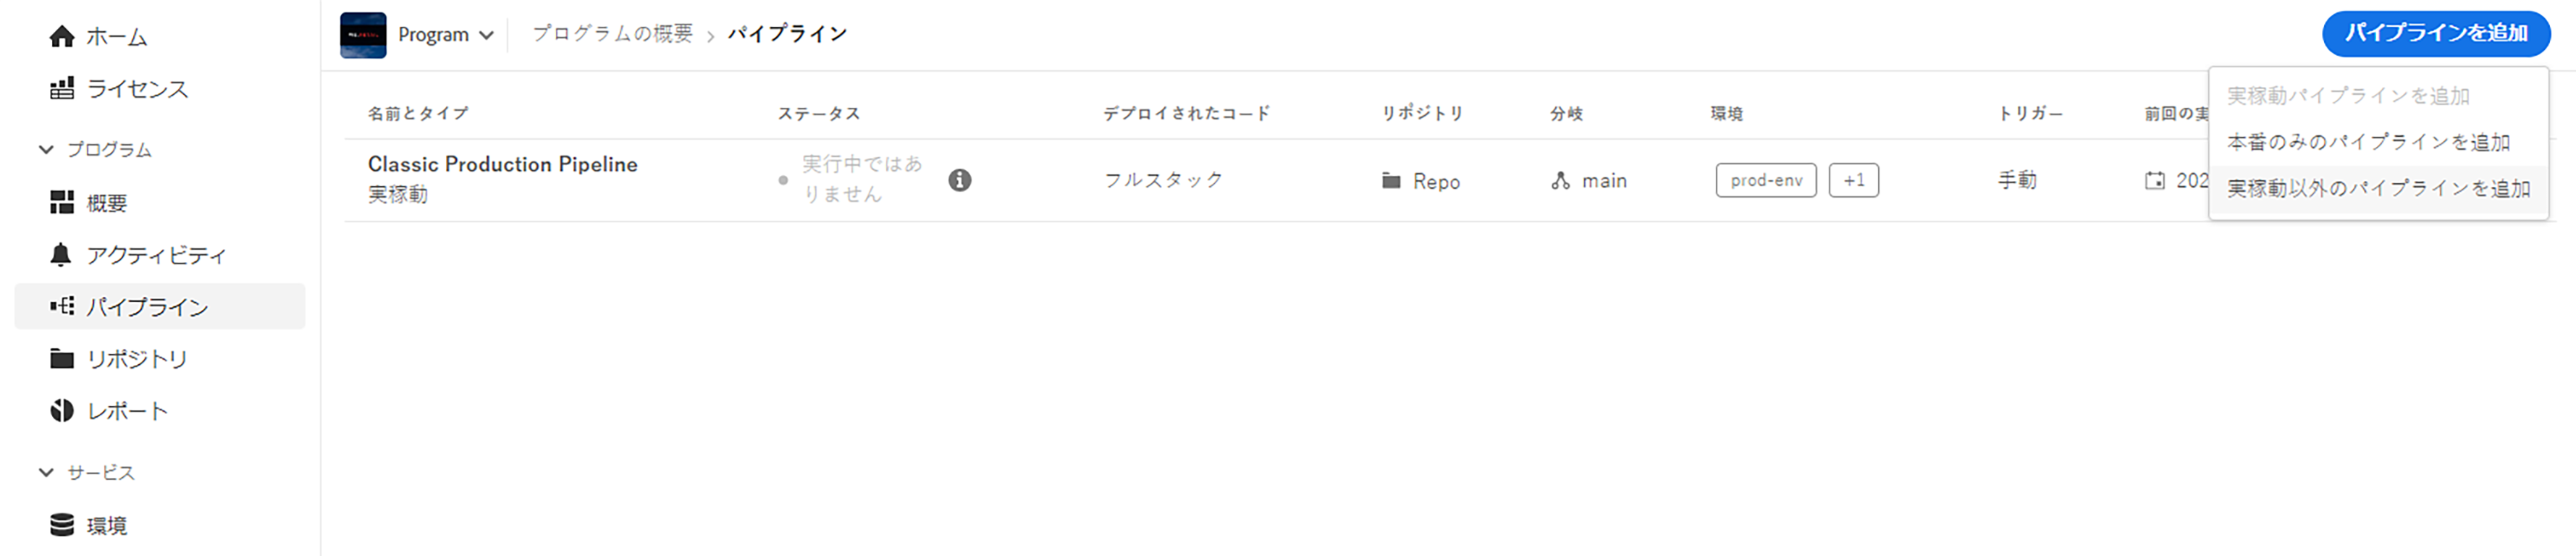 ホーム
ライセンス
プログラム
概要
アクティビティ
パイプライン
リポジトリ
レポート
サービス
環境
Program
プログラムの概要 › パイプライン
パイプラインを追加
実稼動パイプラインを追加
本番のみのパイプラインを追加
実稼動以外のパイプラインを追加
名前とタイプ ステータス デプロイされたコード リポジトリ 分岐 環境 トリガー 前回の実
Classic Production Pipeline
実稼動
実行中ではあ
りません
フルスタック Repo main prod-env +1 手動 202